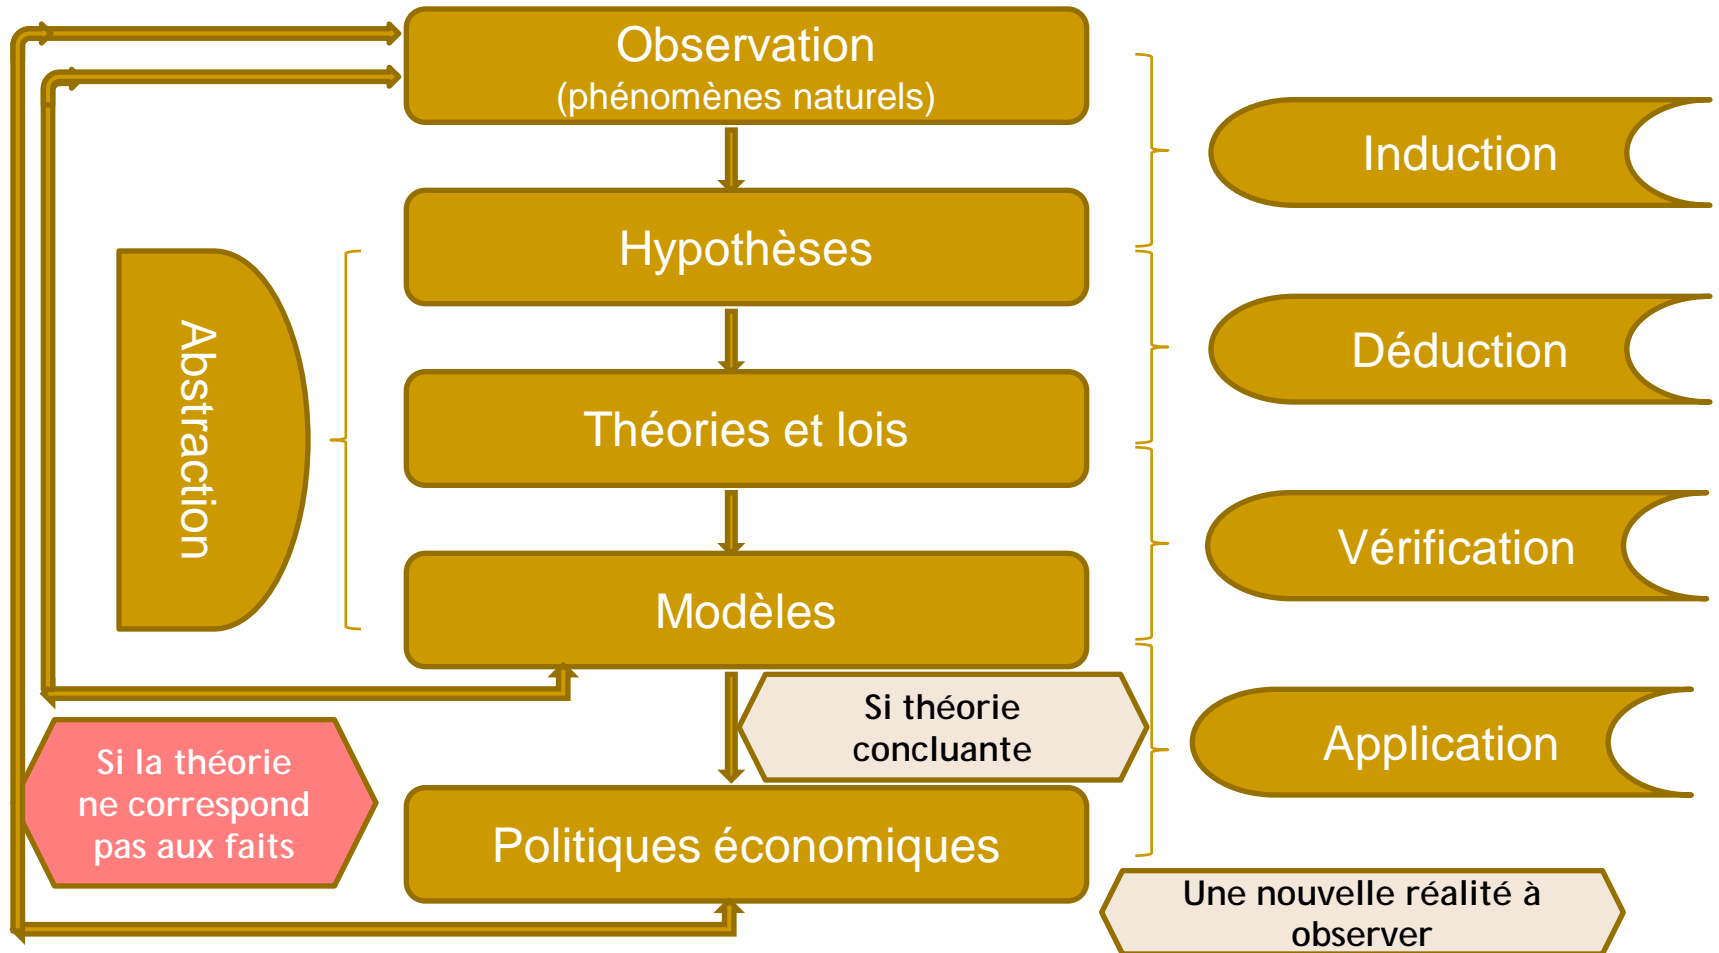 Observation
(phénomènes naturels)
Induction
Hypothèses
Déduction
Abstraction
Théories et lois
Vérification
Modèles
Si théorie
concluante
Application
Si la théorie
ne correspond
pas aux faits
Politiques économiques
Une nouvelle réalité à
observer